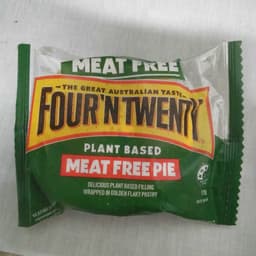 MEAT FREE
THE GREAT AUSTRALIAN TASTE
FOUR'N TWENTY
PLANT BASED
MEAT FREE PIE
DELICIOUS PLANT BASED FILLING
WRAPPED IN GOLDEN FLAKY PASTRY